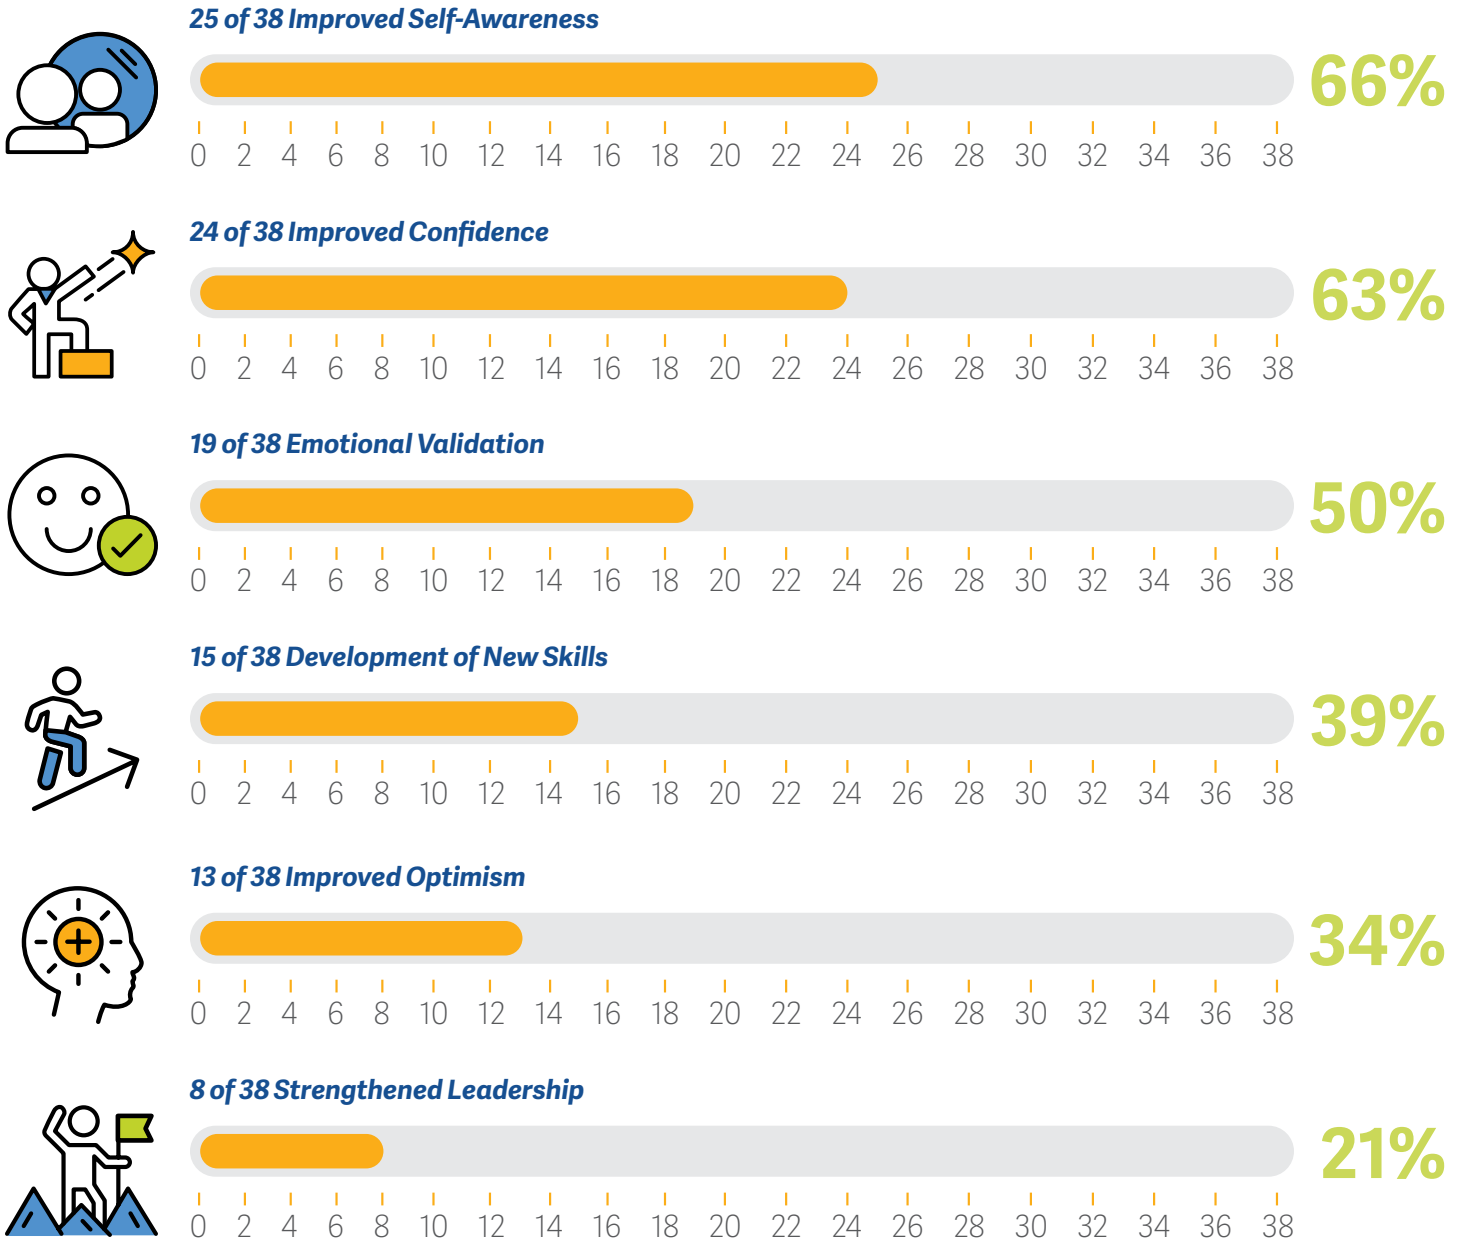 25 of 38 Improved Self-Awareness
66%
0 2 4 6 8 10 12 14 16 18 20 22 24 26 28 30 32 34 36 38
24 of 38 Improved Confidence
63%
0 2 4 6 8 10 12 14 16 18 20 22 24 26 28 30 32 34 36 38
19 of 38 Emotional Validation
50%
0 2 4 6 8 10 12 14 16 18 20 22 24 26 28 30 32 34 36 38
15 of 38 Development of New Skills
39%
0 2 4 6 8 10 12 14 16 18 20 22 24 26 28 30 32 34 36 38
13 of 38 Improved Optimism
34%
0 2 4 6 8 10 12 14 16 18 20 22 24 26 28 30 32 34 36 38
8 of 38 Strengthened Leadership
21%
0 2 4 6 8 10 12 14 16 18 20 22 24 26 28 30 32 34 36 38